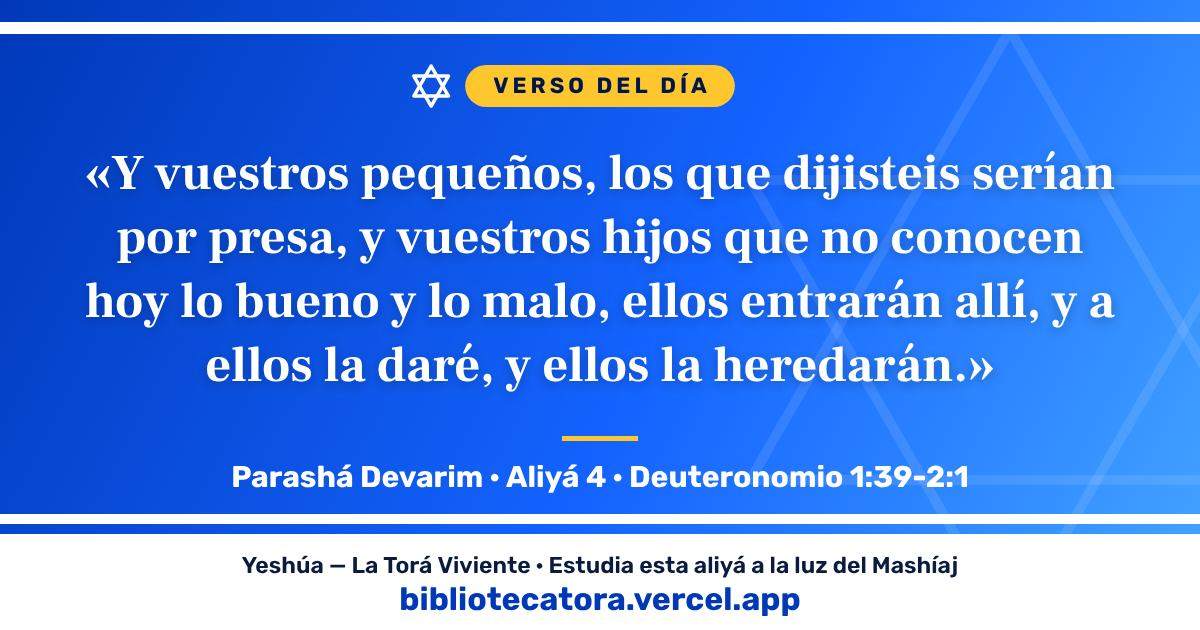 VERSO DEL DÍA
«Y vuestros pequeños, los que dijisteis serían
por presa, y vuestros hijos que no conocen
hoy lo bueno y lo malo, ellos entrarán allí, y a
ellos la daré, y ellos la heredarán.»
Parashá Devarim • Aliyá 4 • Deuteronomio 1:39-2:1
Yeshúa — La Torá Viviente • Estudia esta aliyá a la luz del Mashíaj
bibliotecatora.vercel.app